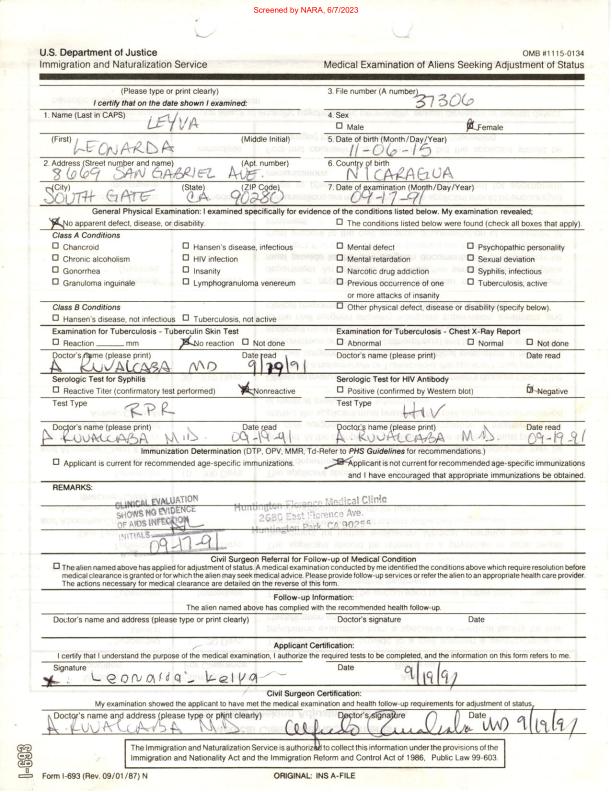 Screened by NARA, 6/7/2023
U.S. Department of Justice
Immigration and Naturalization Service
OMB #1115-0134
Medical Examination of Aliens Seeking Adjustment of Status
(Please type or print clearly)
I certify that on the date shown I examined:
3. File number (A number)
37306
1. Name (Last in CAPS)
LEYVA
4. Sex
Male Female
(First) (Middle Initial)
LEONARDA
5. Date of birth (Month/Day/Year)
11-06-15
2. Address (Street number and name) (Apt. number)
8669 SAN GABRIEL AVE.
6. Country of birth
NICARAGUA
(City) (State) (ZIP Code)
SOUTH GATE CA. 90280
7. Date of examination (Month/Day/Year)
09-17-91
General Physical Examination: I examined specifically for evidence of the conditions listed below. My examination revealed;
No apparent defect, disease, or disability. The conditions listed below were found (check all boxes that apply).
Class A Conditions
Chancroid Hansen's disease, infectious Mental defect Psychopathic personality
Chronic alcoholism HIV infection Mental retardation Sexual deviation
Gonorrhea Insanity Narcotic drug addiction Syphilis, infectious
Granuloma inguinale Lymphogranuloma venereum Previous occurrence of one or more attacks of insanity Tuberculosis, active
Class B Conditions
Other physical defect, disease or disability (specify below).
Hansen's disease, not infectious Tuberculosis, not active
Examination for Tuberculosis - Tuberculin Skin Test
Reaction mm No reaction Not done
Doctor's name (please print) Date read
A RUVALCABA MD 9/19/91
Examination for Tuberculosis - Chest X-Ray Report
Abnormal Normal Not done
Doctor's name (please print) Date read
Serologic Test for Syphilis
Reactive Titer (confirmatory test performed) Nonreactive
Test Type
RPR
Doctor's name (please print) Date read
A. RUVALCABA M.D. 09-19-91
Serologic Test for HIV Antibody
Positive (confirmed by Western blot) Negative
Test Type
HIV
Doctor's name (please print) Date read
A. RUVALCABA M.D. 09-19-91
Immunization Determination (DTP, OPV, MMR, Td-Refer to PHS Guidelines for recommendations.)
Applicant is current for recommended age-specific immunizations.
Applicant is not current for recommended age-specific immunizations
and I have encouraged that appropriate immunizations be obtained.
REMARKS:
CLINICAL EVALUATION
SHOWS NO EVIDENCE
OF AIDS INFECTION
INITIALS
09-17-91
Huntington Florence Medical Clinic
2680 East Florence Ave.
Huntington Park, CA 90255
Civil Surgeon Referral for Follow-up of Medical Condition
The alien named above has applied for adjustment of status. A medical examination conducted by me identified the conditions above which require resolution before
medical clearance is granted or for which the alien may seek medical advice. Please provide follow-up services or refer the alien to an appropriate health care provider.
The actions necessary for medical clearance are detailed on the reverse of this form.
Follow-up Information:
The alien named above has complied with the recommended health follow-up.
Doctor's name and address (please type or print clearly) Doctor's signature Date
Applicant Certification:
I certify that I understand the purpose of the medical examination, I authorize the required tests to be completed, and the information on this form refers to me.
Signature Date
Leonarda Leiva 9/19/91
Civil Surgeon Certification:
My examination showed the applicant to have met the medical examination and health follow-up requirements for adjustment of status.
Doctor's name and address (please type or print clearly) Doctor's signature Date
A. RUVALCABA M.D. Alfredo Ruvalcaba MD 9/19/91
The Immigration and Naturalization Service is authorized to collect this information under the provisions of the
Immigration and Nationality Act and the Immigration Reform and Control Act of 1986, Public Law 99-603.
I-693
Form I-693 (Rev. 09/01/87) N
ORIGINAL: INS A-FILE